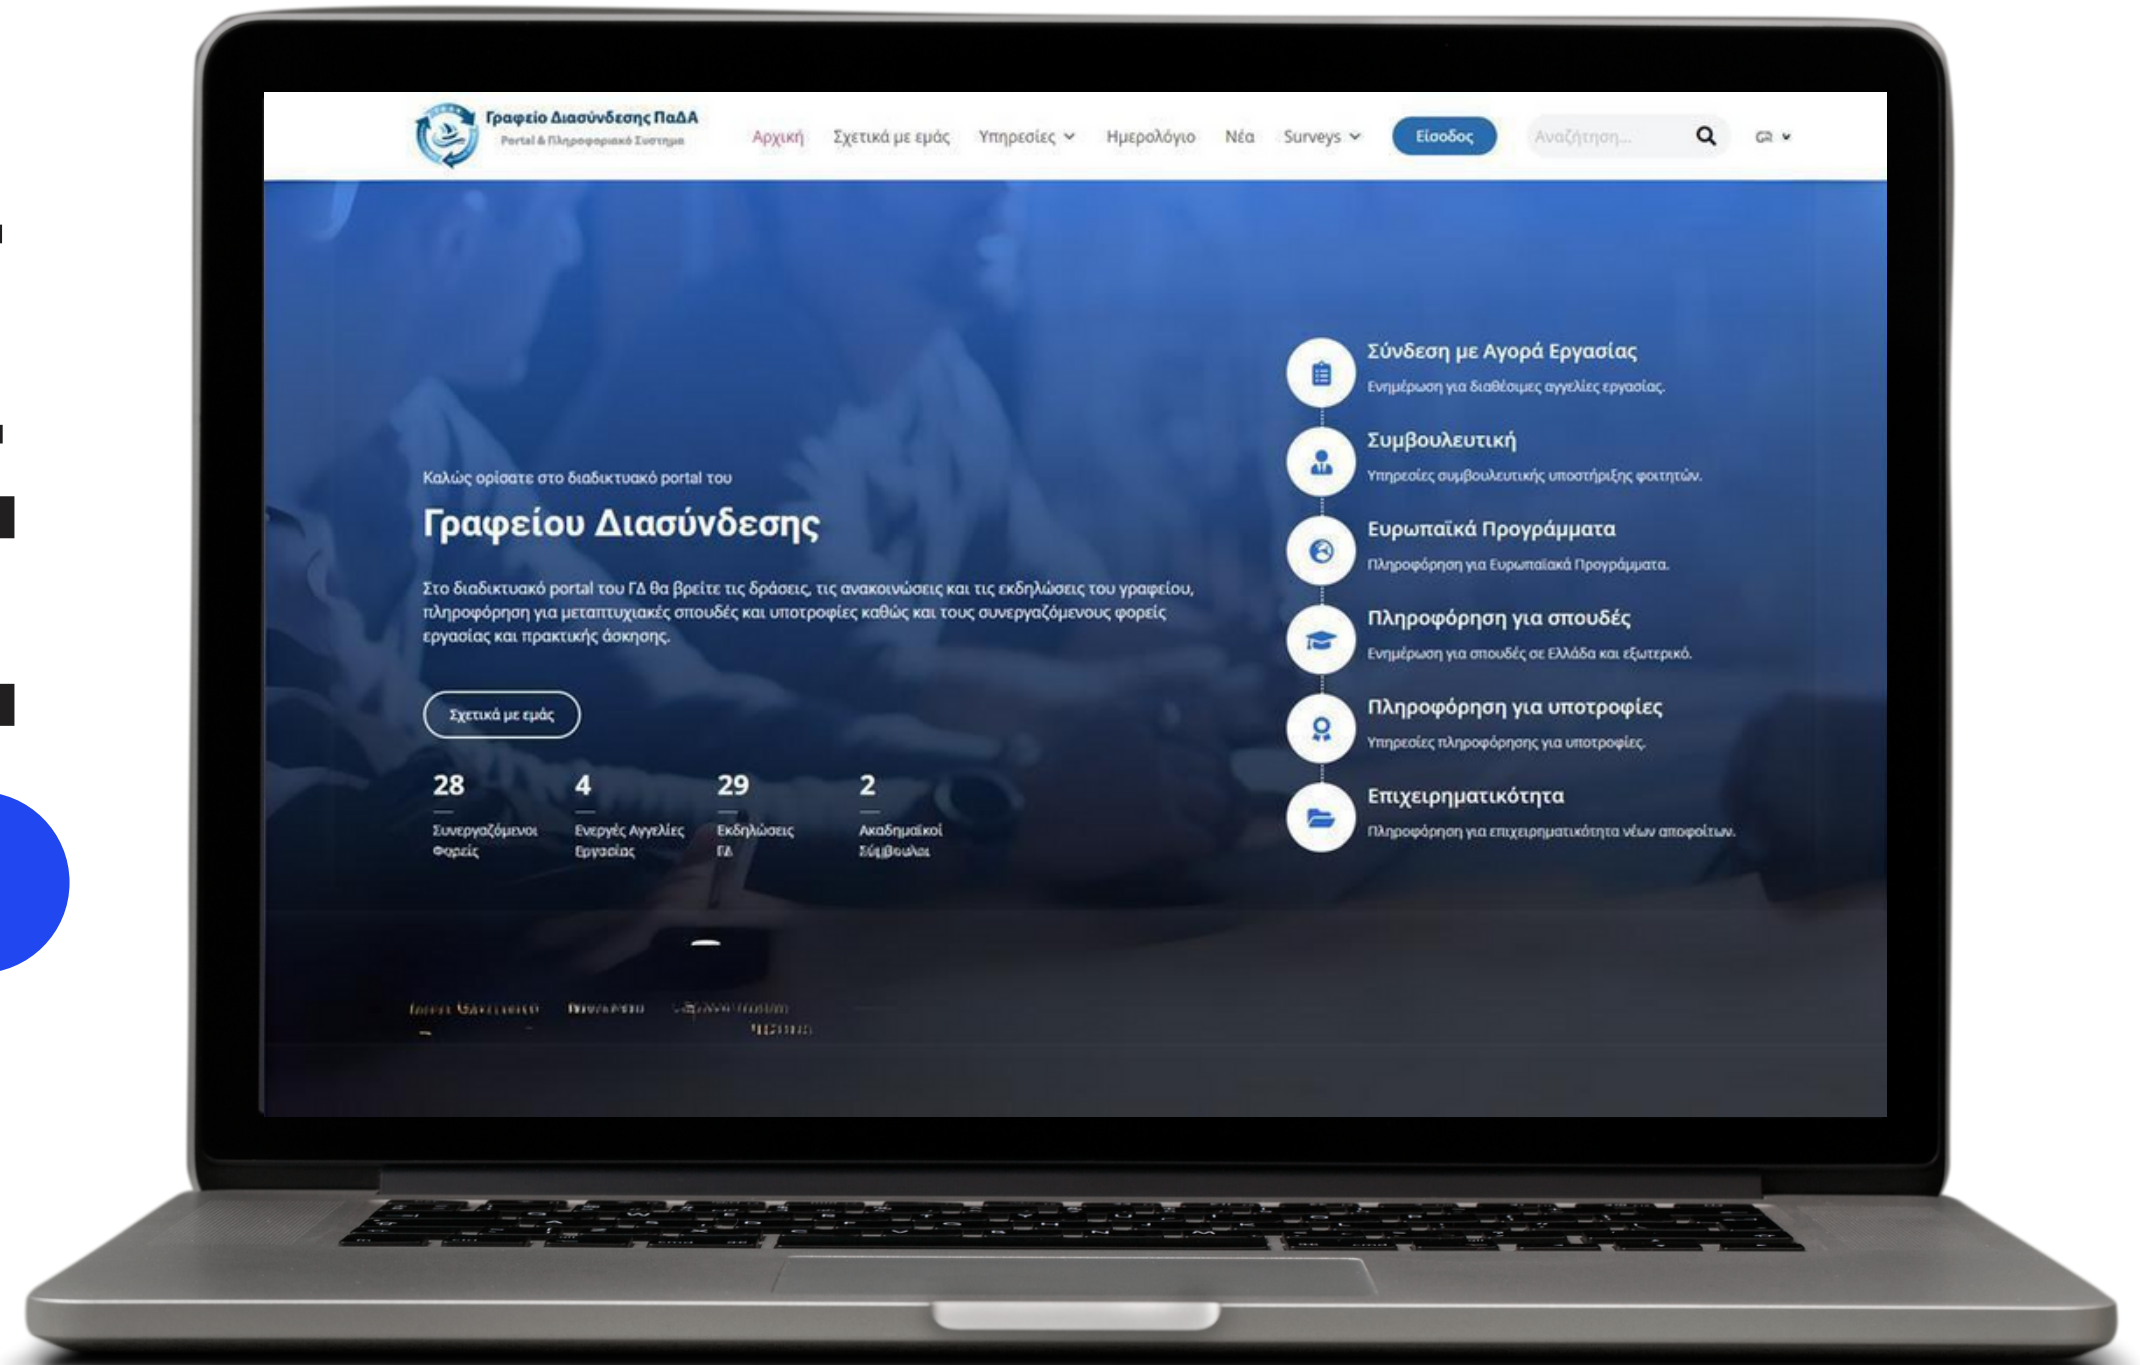 Γραφείο Διασύνδεσης ΠαΔΑ
Portal & Πληροφοριακό Συστημα
Αρχική Σχετικά με εμάς Υπηρεσίες Ημερολόγιο Νέα Surveys Είσοδος Αναζήτηση... GR
Καλώς ορίσατε στο διαδικτυακό portal του
Γραφείου Διασύνδεσης
Στο διαδικτυακό portal του ΓΔ θα βρείτε τις δράσεις, τις ανακοινώσεις και τις εκδηλώσεις του γραφείου,
πληροφόρηση για μεταπτυχιακές σπουδές και υποτροφίες καθώς και τους συνεργαζόμενους φορείς
εργασίας και πρακτικής άσκησης.
Σχετικά με εμάς
28 4 29 2
Συνεργαζόμενοι Ενεργές Αγγελίες Εκδηλώσεις Ακαδημαϊκοί
Φορείς Εργασίας ΓΔ Σύμβουλοι
Σύνδεση με Αγορά Εργασίας
Ενημέρωση για διαθέσιμες αγγελίες εργασίας.
Συμβουλευτική
Υπηρεσίες συμβουλευτικής υποστήριξης φοιτητών.
Ευρωπαϊκά Προγράμματα
Πληροφόρηση για Ευρωπαϊακά Προγράμματα.
Πληροφόρηση για σπουδές
Ενημέρωση για σπουδές σε Ελλάδα και εξωτερικό.
Πληροφόρηση για υποτροφίες
Υπηρεσίες πληροφόρησης για υποτροφίες.
Επιχειρηματικότητα
Πληροφόρηση για επιχειρηματικότητα νέων αποφοίτων.